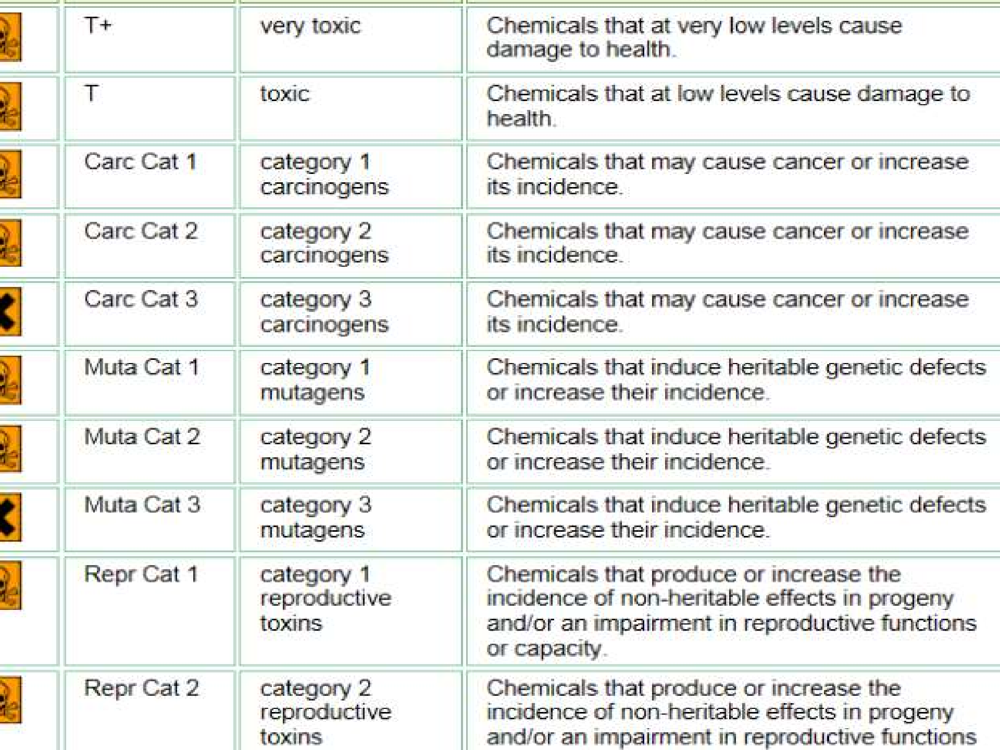 T+
very toxic
Chemicals that at very low levels cause
damage to health.
T
toxic
Chemicals that at low levels cause damage to
health.
Carc Cat 1
category 1
carcinogens
Chemicals that may cause cancer or increase
its incidence.
Carc Cat 2
category 2
carcinogens
Chemicals that may cause cancer or increase
its incidence.
Carc Cat 3
category 3
carcinogens
Chemicals that may cause cancer or increase
its incidence.
Muta Cat 1
category 1
mutagens
Chemicals that induce heritable genetic defects
or increase their incidence.
Muta Cat 2
category 2
mutagens
Chemicals that induce heritable genetic defects
or increase their incidence.
Muta Cat 3
category 3
mutagens
Chemicals that induce heritable genetic defects
or increase their incidence.
Repr Cat 1
category 1
reproductive
toxins
Chemicals that produce or increase the
incidence of non-heritable effects in progeny
and/or an impairment in reproductive functions
or capacity.
Repr Cat 2
category 2
reproductive
toxins
Chemicals that produce or increase the
incidence of non-heritable effects in progeny
and/or an impairment in reproductive functions